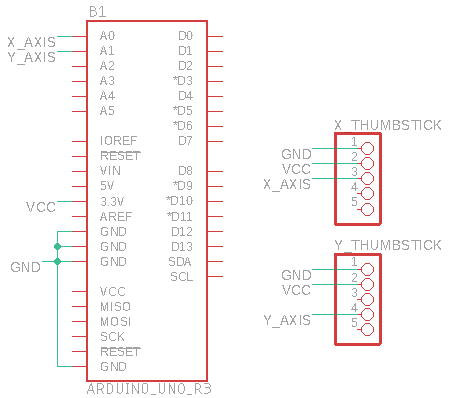 B1
X_AXIS
Y_AXIS
A0
A1
A2
A3
A4
A5
IOREF
RESET
VIN
5V
3.3V
AREF
GND
GND
GND
VCC
MISO
MOSI
SCK
RESET
GND
VCC
GND
D0
D1
D2
*D3
D4
*D5
*D6
D7
D8
*D9
*D10
*D11
D12
D13
SDA
SCL
ARDUINO_UNO_R3
X_THUMBSTICK
GND 1
VCC 2
X_AXIS 3
4
5
Y_THUMBSTICK
GND 1
VCC 2
3
Y_AXIS 4
5